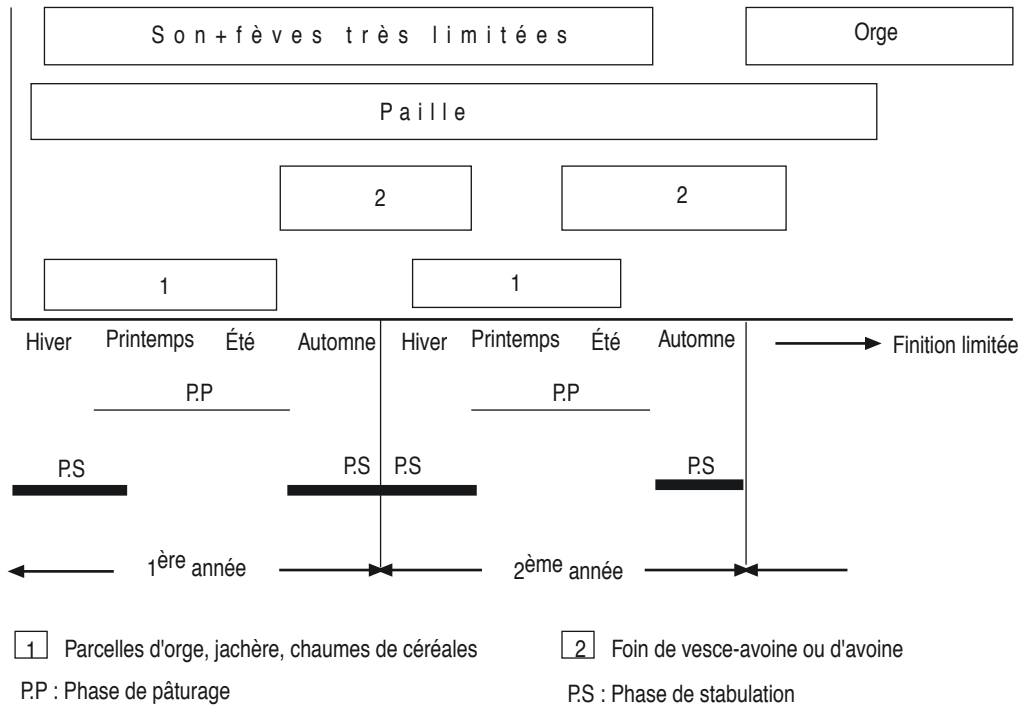 Son+fèves très limitées
Orge
Paille
2
2
1
1
Hiver Printemps Été Automne Hiver Printemps Été Automne Finition limitée
P.P P.P
P.S P.S P.S P.S
1ère année 2ème année
1 Parcelles d'orge, jachère, chaumes de céréales
2 Foin de vesce-avoine ou d'avoine
P.P : Phase de pâturage
P.S : Phase de stabulation